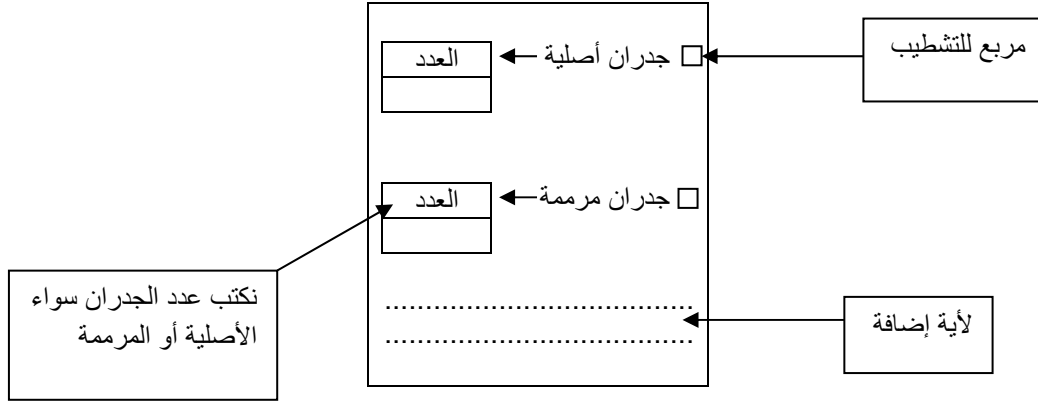 مربع للتشطيب
جدران أصلية
العدد
جدران مرممة
العدد
نكتب عدد الجدران سواء
الأصلية أو المرممة
......................................
......................................
لأية إضافة